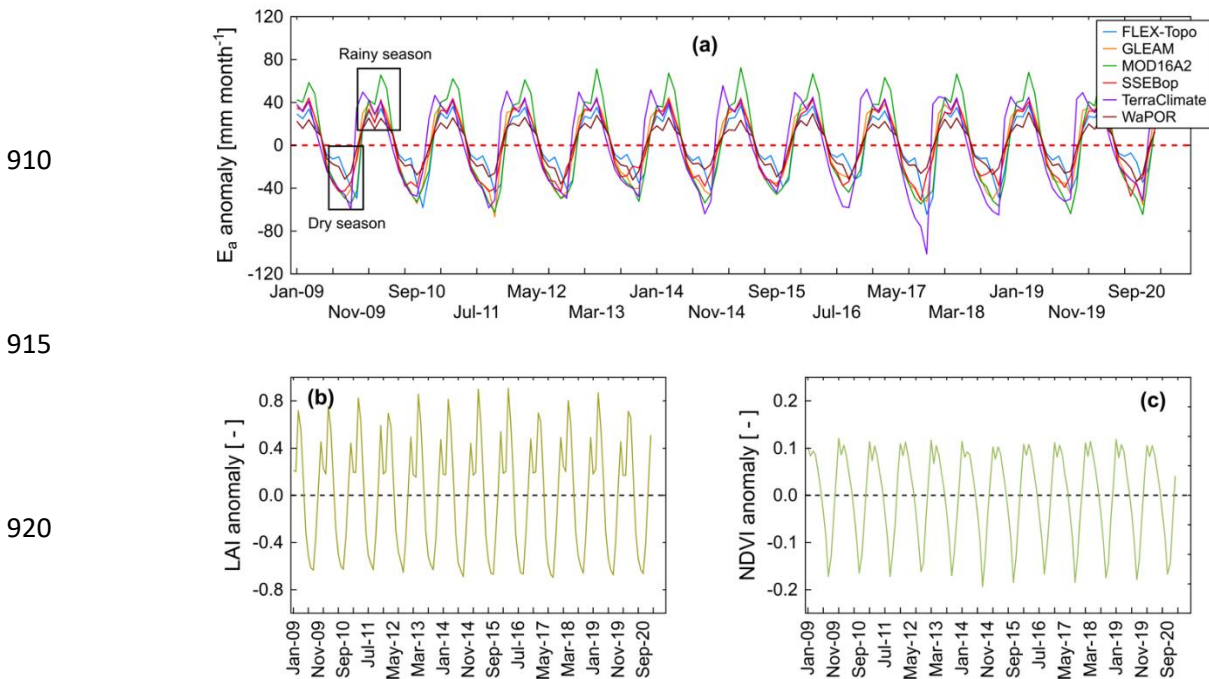 (a)
FLEX-Topo
GLEAM
MOD16A2
SSEBop
TerraClimate
WaPOR
Rainy season
Dry season
Eₐ anomaly [mm month⁻¹]
120
80
40
0
-40
-80
-120
Jan-09 Sep-10 May-12 Jan-14 Sep-15 May-17 Jan-19 Sep-20
Nov-09 Jul-11 Mar-13 Nov-14 Jul-16 Mar-18 Nov-19
910
915
920
(b)
LAI anomaly [ - ]
0.8
0.4
0.0
-0.4
-0.8
Jan-09
Nov-09
Sep-10
Jul-11
May-12
Mar-13
Jan-14
Nov-14
Sep-15
Jul-16
May-17
Mar-18
Jan-19
Nov-19
Sep-20
(c)
NDVI anomaly [ - ]
0.2
0.1
0.0
-0.1
-0.2
Jan-09
Nov-09
Sep-10
Jul-11
May-12
Mar-13
Jan-14
Nov-14
Sep-15
Jul-16
May-17
Mar-18
Jan-19
Nov-19
Sep-20